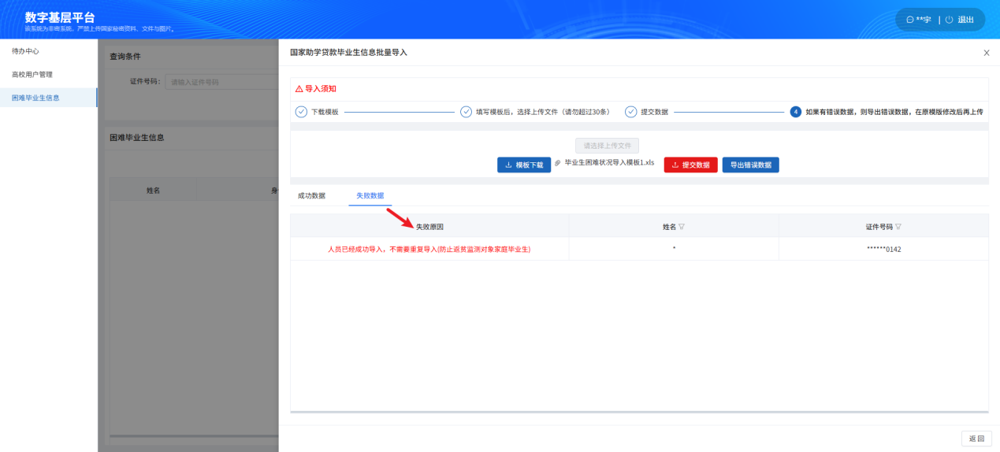 数字基层平台
该系统为非密系统，严禁上传国家秘密资料、文件与图片。
**宇 | 退出
待办中心
高校用户管理
困难毕业生信息
查询条件
证件号码： 请输入证件号码
困难毕业生信息
姓名 身
国家助学贷款毕业生信息批量导入 X
导入须知
下载模板 填写模板后，选择上传文件（请勿超过30条） 提交数据 4 如果有错误数据，则导出错误数据，在原模版修改后再上传
请选择上传文件
模板下载 毕业生困难状况导入模板1.xls 提交数据 导出错误数据
成功数据 失败数据
失败原因 姓名 证件号码
人员已经成功导入，不需要重复导入(防止返贫监测对象家庭毕业生) * ******0142
返回